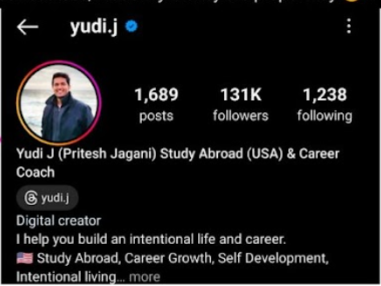 yudi.j
1,689 131K 1,238
posts followers following
Yudi J (Pritesh Jagani) Study Abroad (USA) & Career
Coach
yudi.j
Digital creator
I help you build an intentional life and career.
🇺🇸 Study Abroad, Career Growth, Self Development,
Intentional living... more